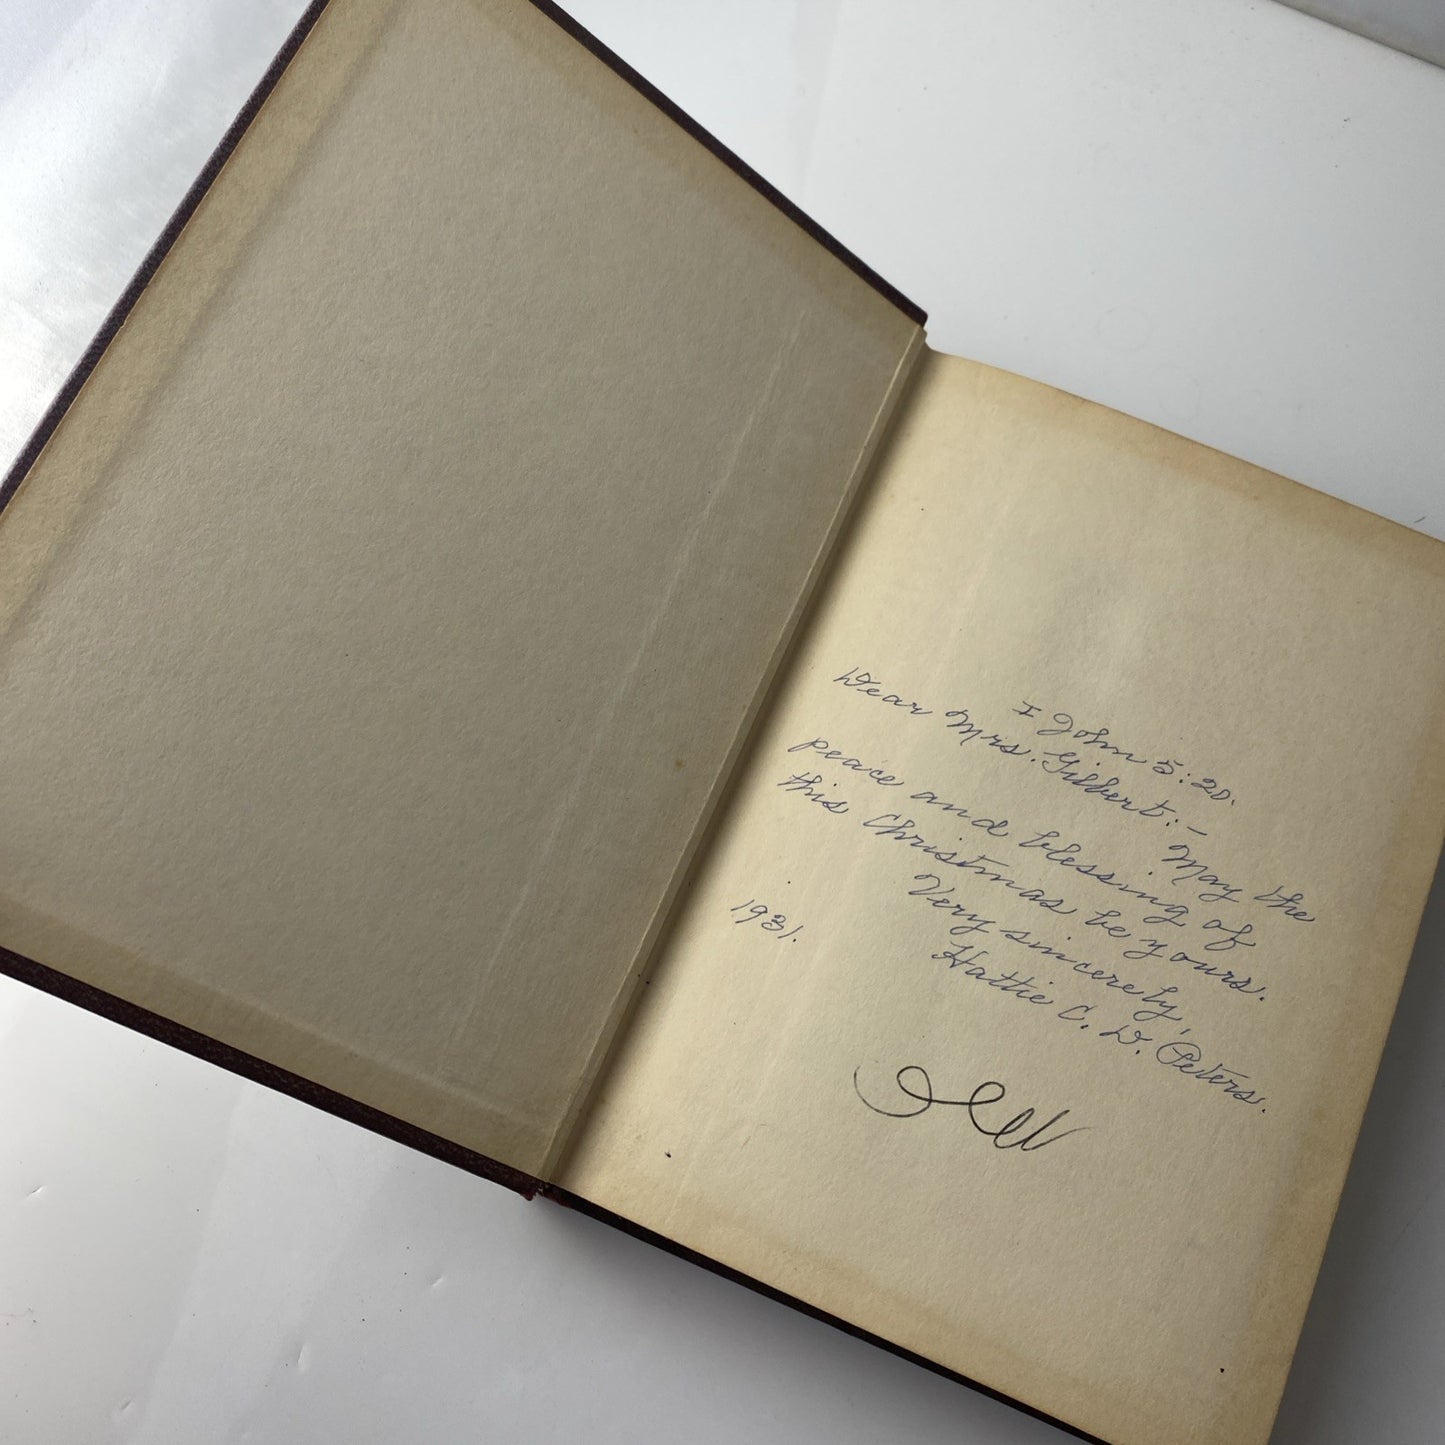 I John 5:20.
Dear Mrs. Gilbert:—
May the
peace and blessing of
this Christmas be yours.
Very sincerely,
Hattie C. D. Peters.
1931.